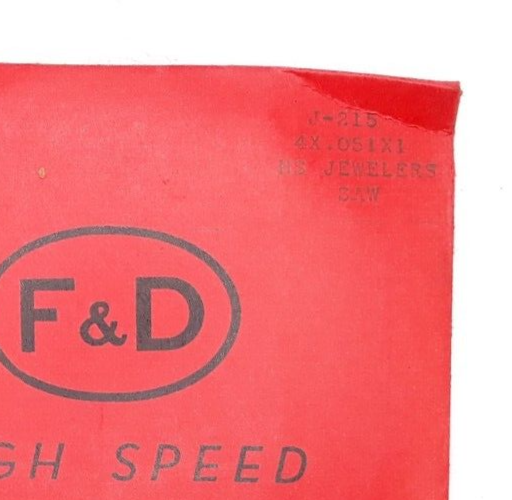 J-215
4X.051X1
HS JEWELERS
SAW
F&D
GH SPEED